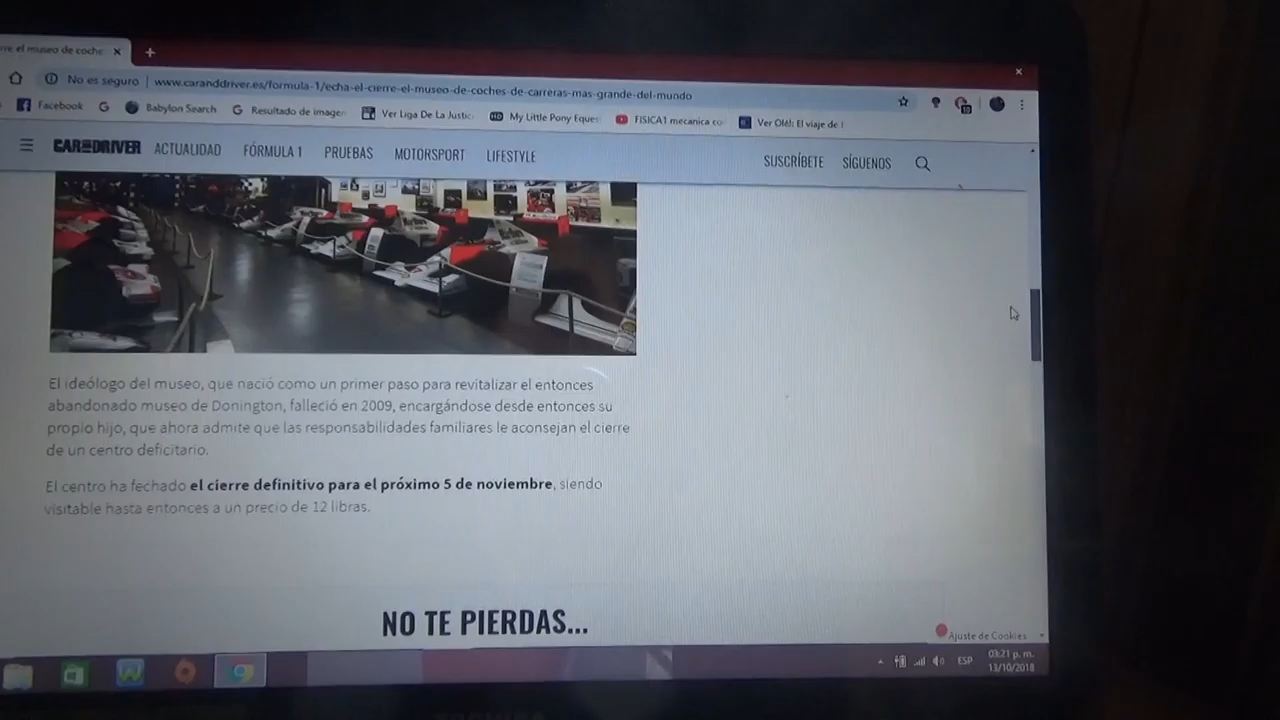 rre el museo de coche
No es seguro | www.caranddriver.es/formula-1/echa-el-cierre-el-museo-de-coches-de-carreras-mas-grande-del-mundo
Facebook G Babylon Search G Resultado de imagen Ver Liga De La Justic My Little Pony Eques FISICA1 mecanica co Ver Oléh: El viaje de l
CAR AND DRIVER ACTUALIDAD FÓRMULA 1 PRUEBAS MOTORSPORT LIFESTYLE SUSCRÍBETE SÍGUENOS
El ideólogo del museo, que nació como un primer paso para revitalizar el entonces
abandonado museo de Donington, falleció en 2009, encargándose desde entonces su
propio hijo, que ahora admite que las responsabilidades familiares le aconsejan el cierre
de un centro deficitario.
El centro ha fechado el cierre definitivo para el próximo 5 de noviembre, siendo
visitable hasta entonces a un precio de 12 libras.
NO TE PIERDAS...
Ajuste de Cookies
ESP 03:21 p. m.
13/10/2018